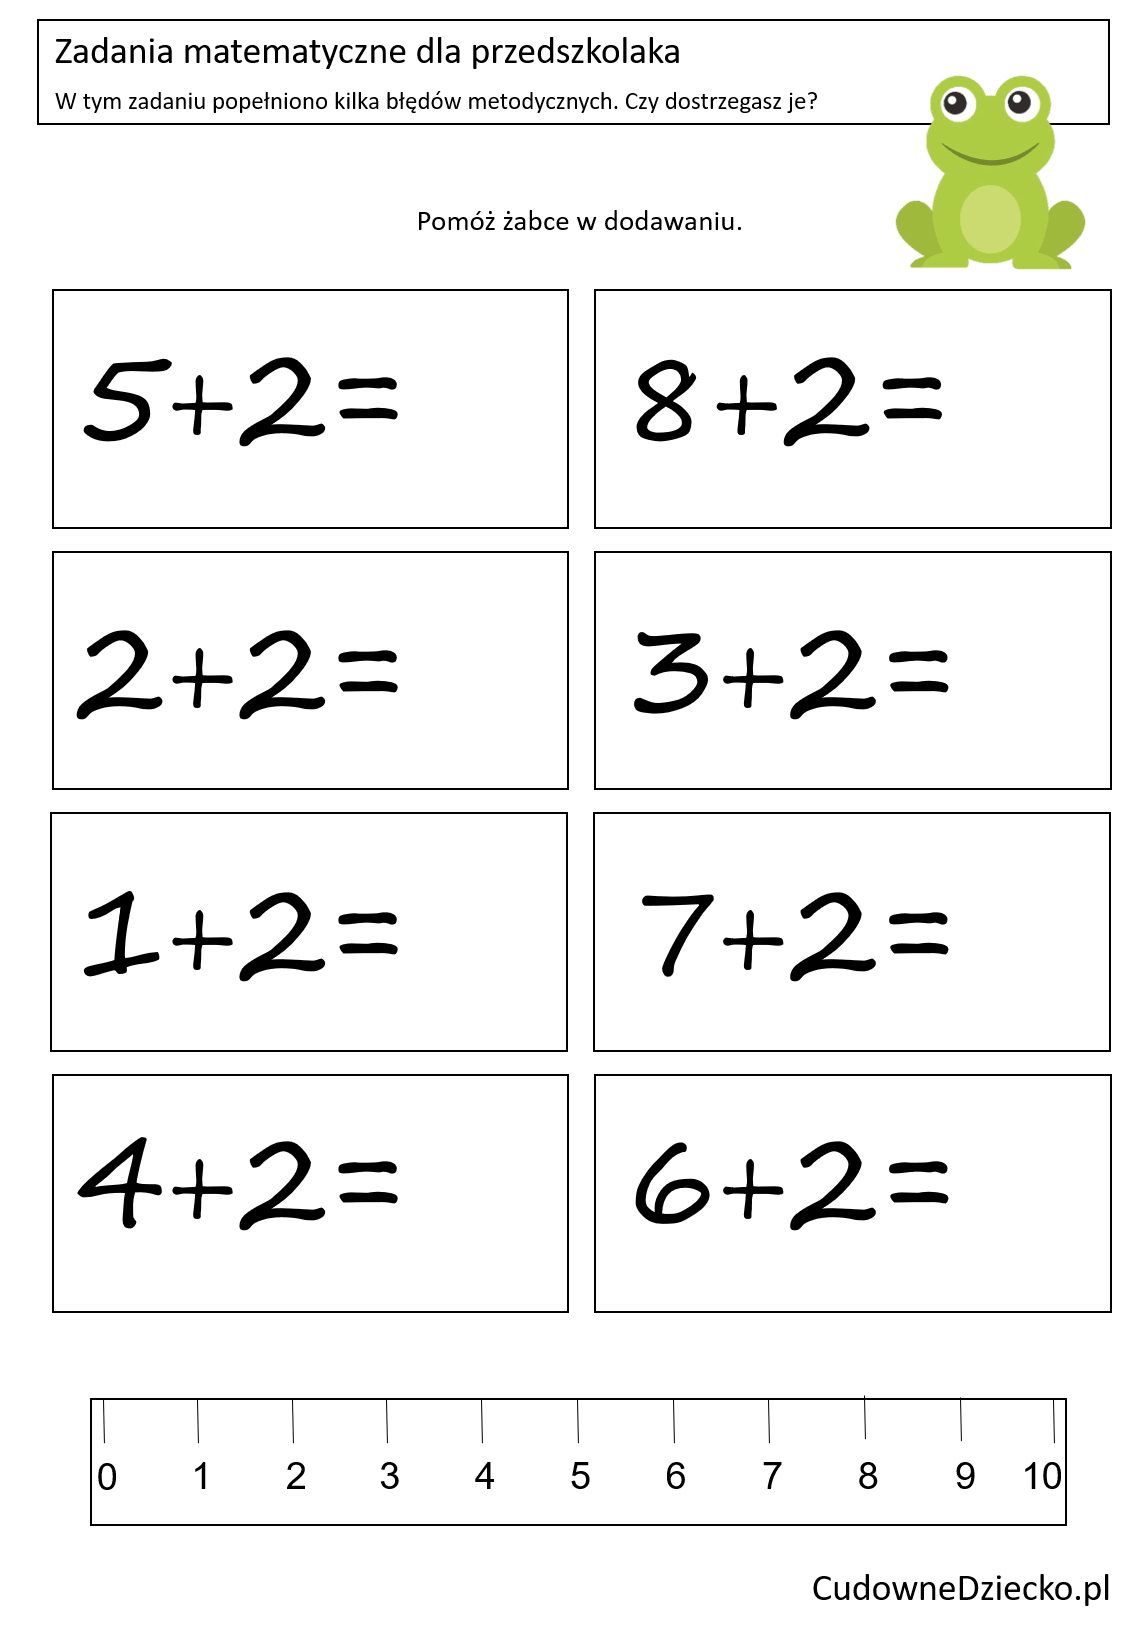 Zadania matematyczne dla przedszkolaka
W tym zadaniu popełniono kilka błędów metodycznych. Czy dostrzegasz je?
Pomóż żabce w dodawaniu.
5+2=
8+2=
2+2=
3+2=
1+2=
7+2=
4+2=
6+2=
0 1 2 3 4 5 6 7 8 9 10
CudowneDziecko.pl